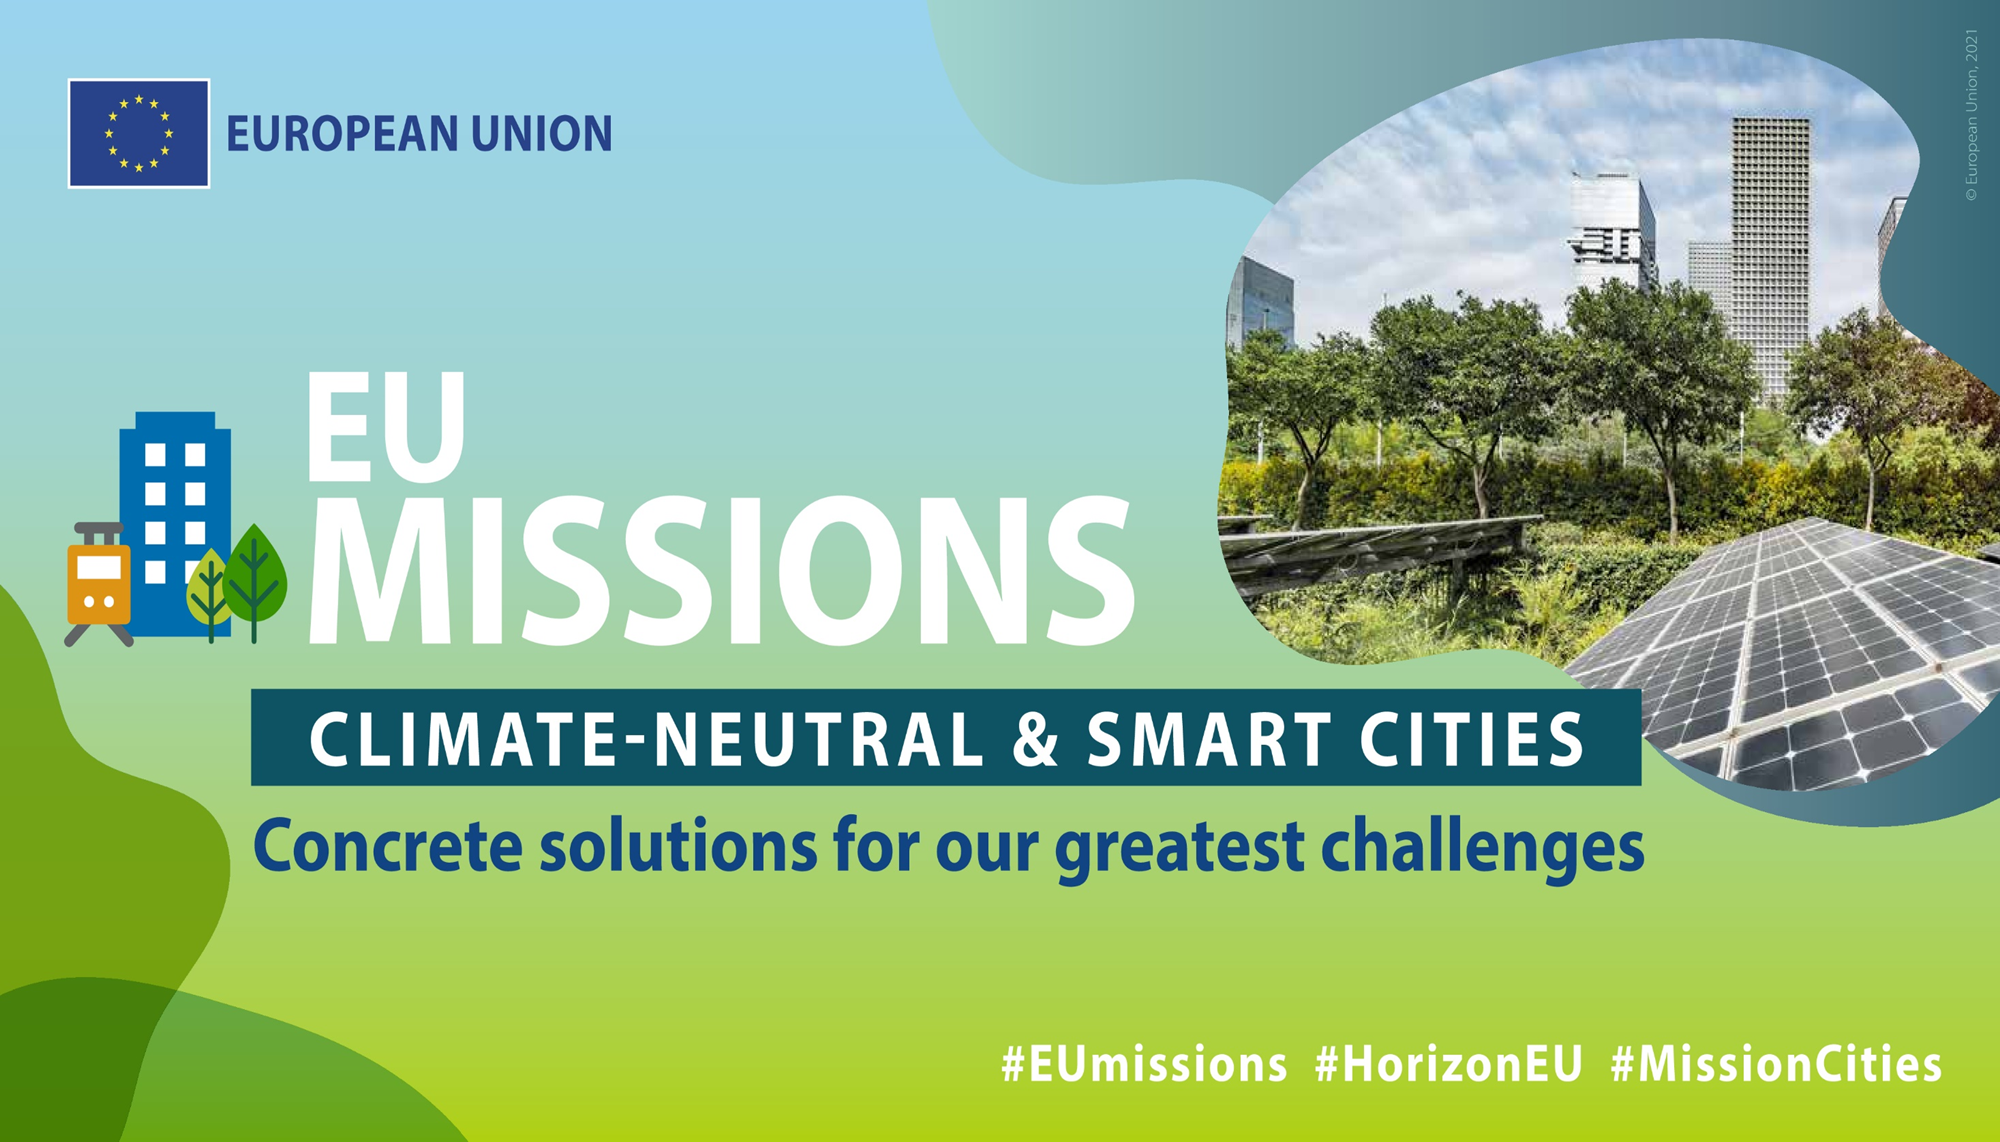 EUROPEAN UNION
© European Union, 2021
EU
MISSIONS
CLIMATE-NEUTRAL & SMART CITIES
Concrete solutions for our greatest challenges
#EUmissions #HorizonEU #MissionCities